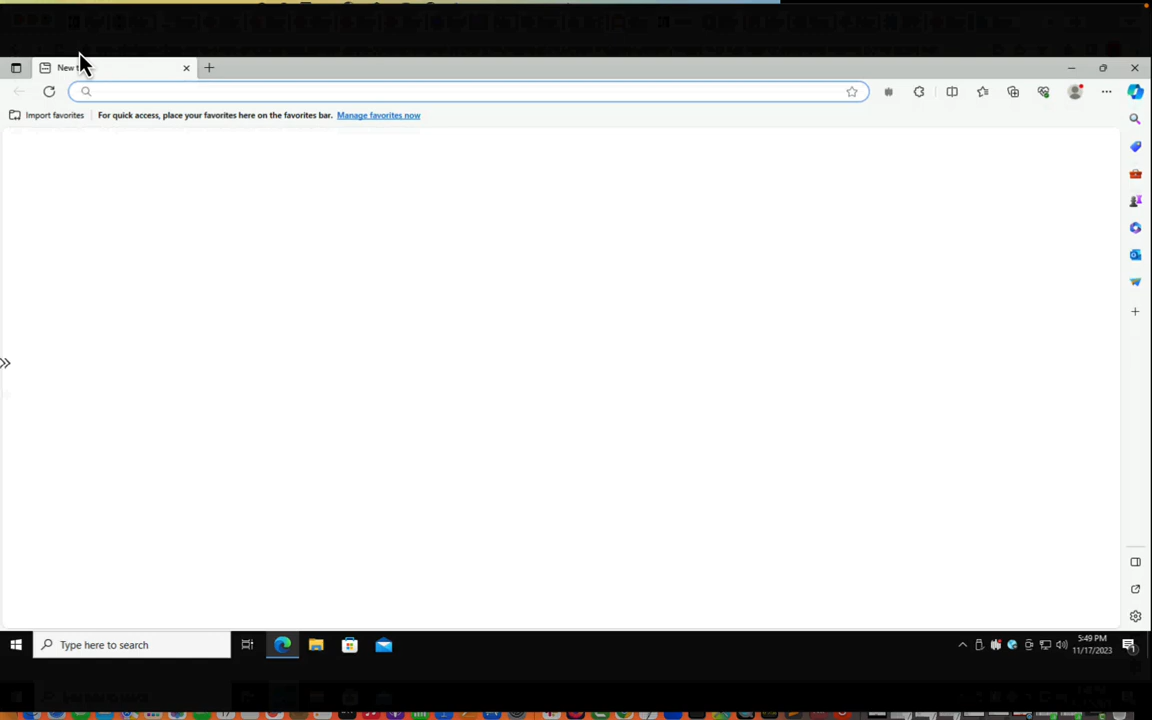 New
Import favorites For quick access, place your favorites here on the favorites bar. Manage favorites now
Type here to search
5:49 PM
11/17/2023